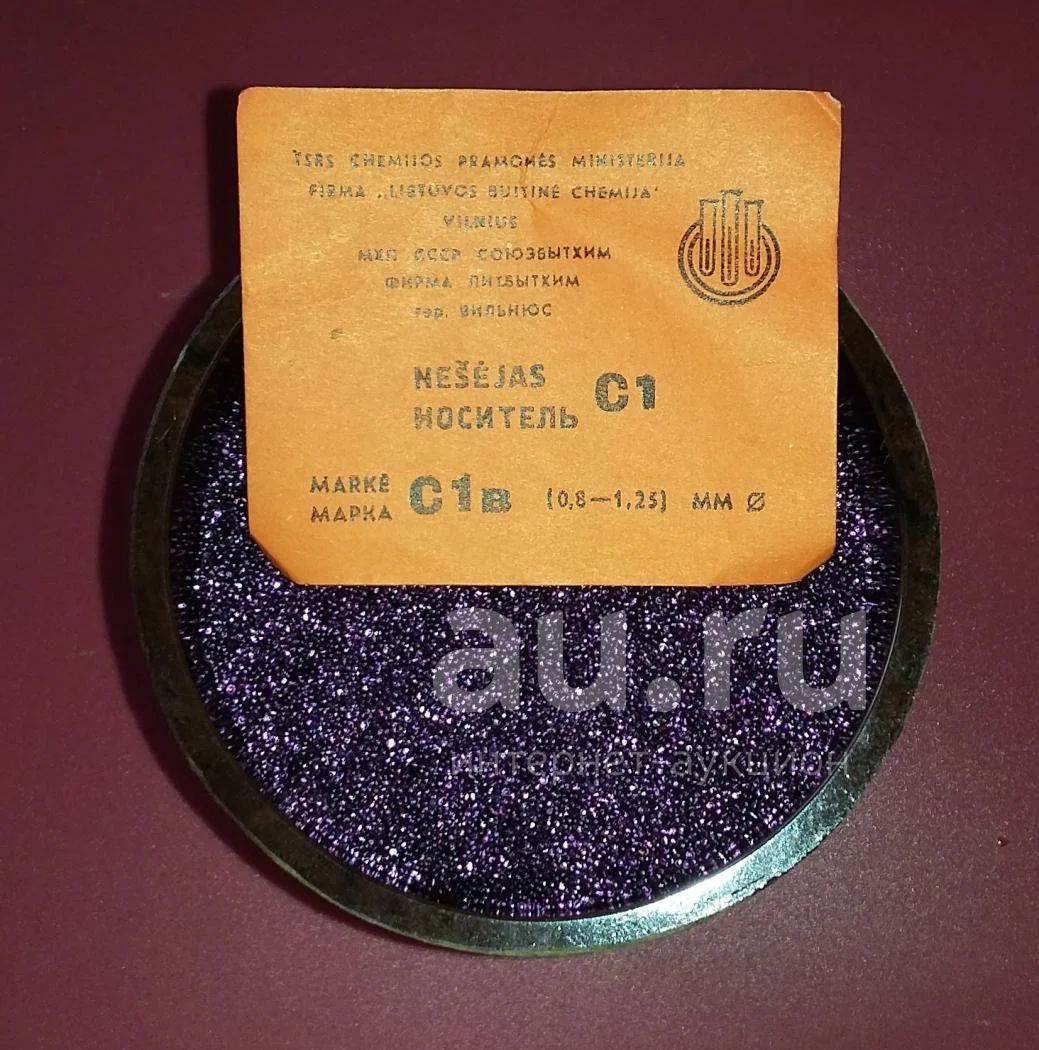 TSRS CHEMIJOS PRAMONĖS MINISTERIJA
FIRMA „LIETUVOS BUITINĖ CHEMIJA"
VILNIUS
МХП СССР СОЮЗБЫТХИМ
ФИРМА ЛИТБЫТХИМ
гор. ВИЛЬНЮС
NEŠĖJAS C1
НОСИТЕЛЬ
MARKĖ C1B (0,8—1,25) MM Ø
МАРКА
au.ru
интернет-аукцион